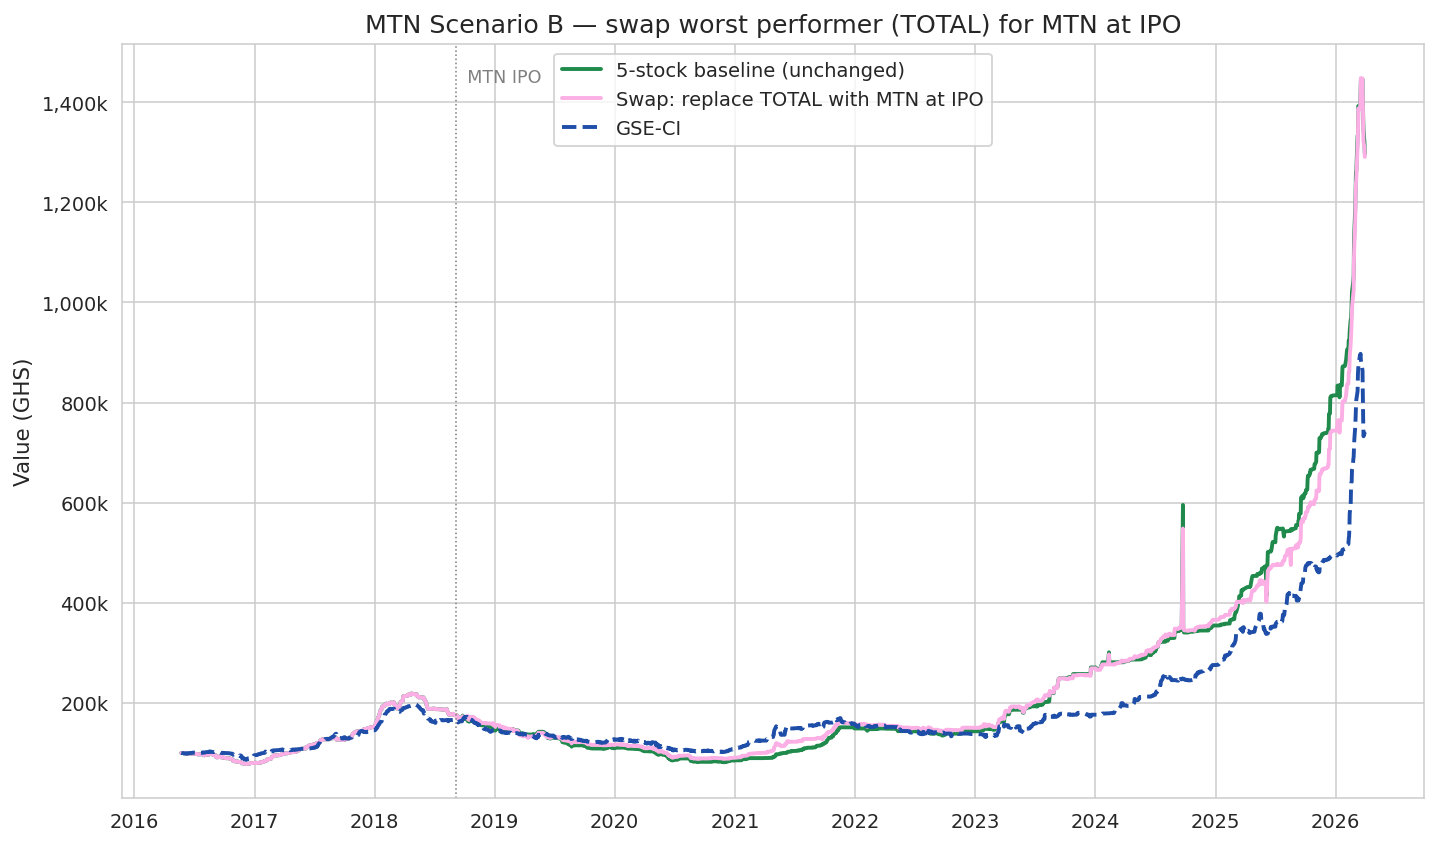 MTN Scenario B — swap worst performer (TOTAL) for MTN at IPO
MTN IPO
5-stock baseline (unchanged)
Swap: replace TOTAL with MTN at IPO
GSE-CI
Value (GHS)
1,400k
1,200k
1,000k
800k
600k
400k
200k
2016 2017 2018 2019 2020 2021 2022 2023 2024 2025 2026